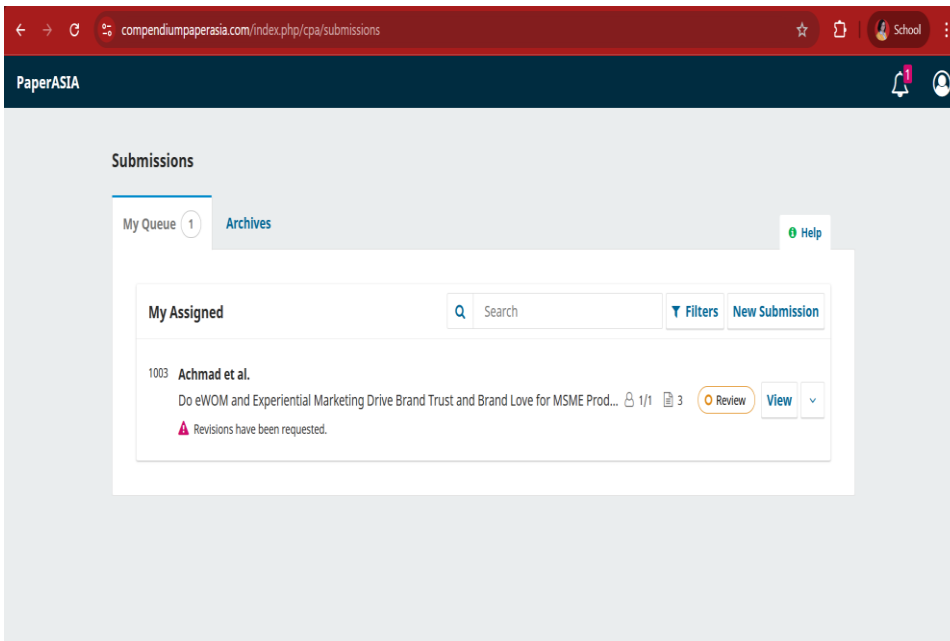 compendiumpaperasia.com/index.php/cpa/submissions
School
PaperASIA
1
Submissions
My Queue 1
Archives
Help
My Assigned
Search
Filters
New Submission
1003 Achmad et al.
Do eWOM and Experiential Marketing Drive Brand Trust and Brand Love for MSME Prod... 1/1 3 Review View
Revisions have been requested.